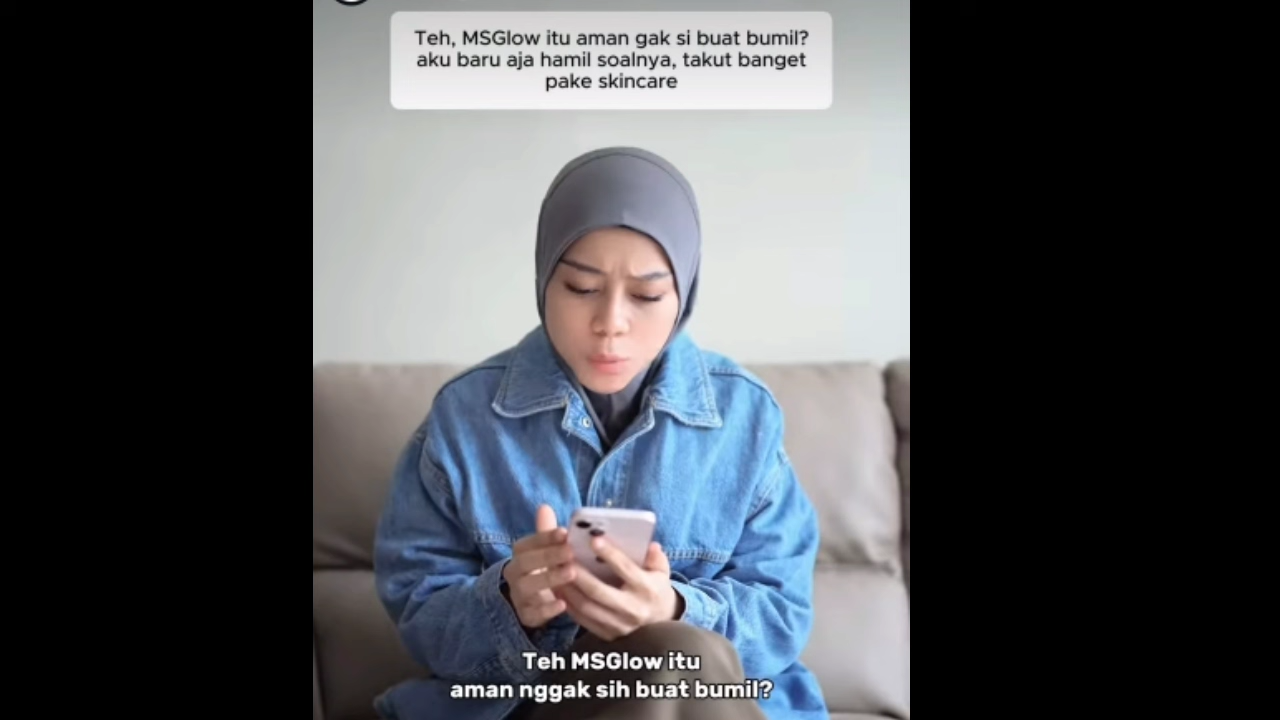 Teh, MSGlow itu aman gak si buat bumil?
aku baru aja hamil soalnya, takut banget
pake skincare
Teh MSGlow itu
aman nggak sih buat bumil?